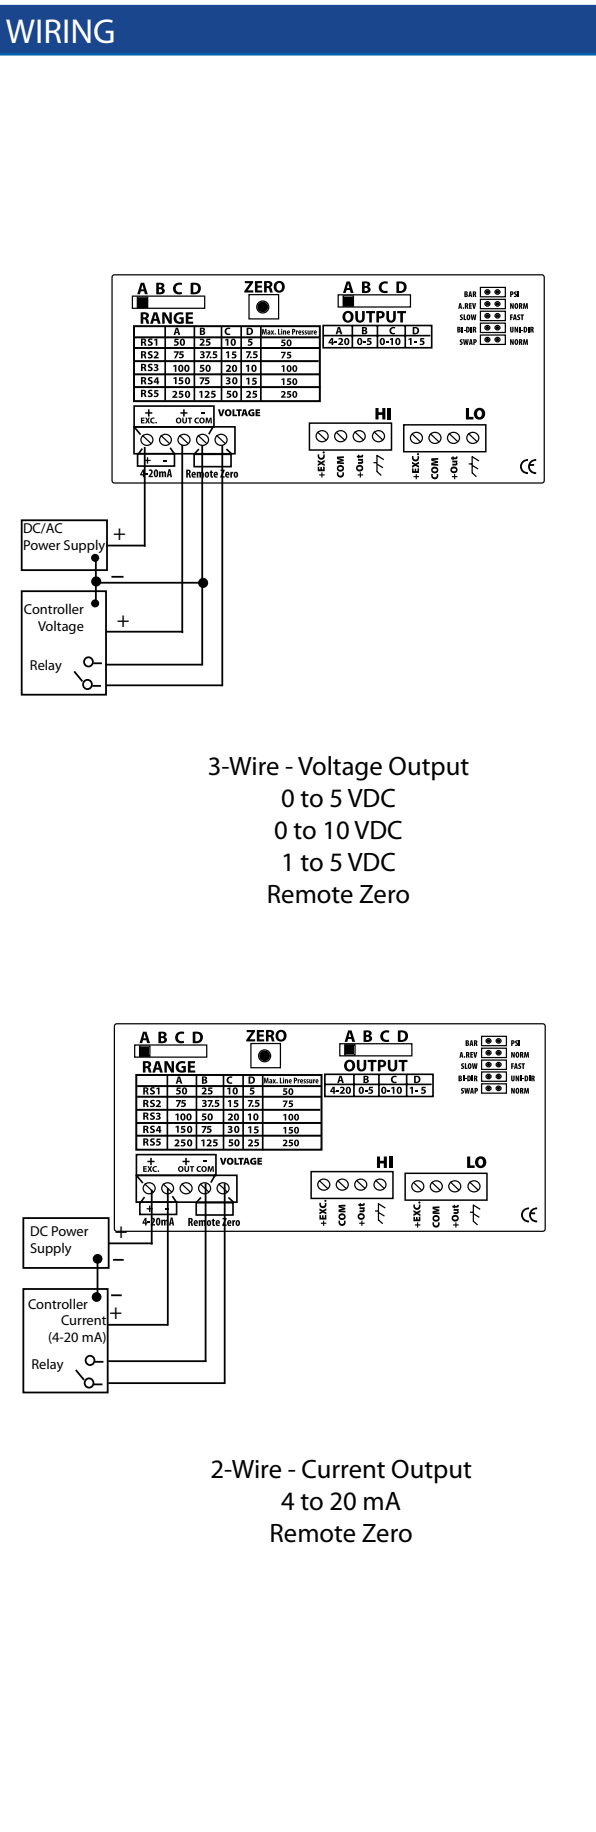 WIRING
A B C D ZERO A B C D
BAR PSI
A.REV NORM
SLOW FAST
BI-DIR UNI-DIR
SWAP NORM
RANGE OUTPUT
A B C D Max. Line Pressure
RS1 50 25 10 5 50
RS2 75 37.5 15 7.5 75
RS3 100 50 20 10 100
RS4 150 75 30 15 150
RS5 250 125 50 25 250
A B C D
4-20 0-5 0-10 1-5
+ + - VOLTAGE
EXC. OUT COM
HI LO
+ -
4-20mA Remote Zero
+EXC. COM +Out
+EXC. COM +Out
CE
DC/AC
Power Supply
+
−
Controller
Voltage
+
Relay
3-Wire - Voltage Output
0 to 5 VDC
0 to 10 VDC
1 to 5 VDC
Remote Zero
A B C D ZERO A B C D
BAR PSI
A.REV NORM
SLOW FAST
BI-DIR UNI-DIR
SWAP NORM
RANGE OUTPUT
A B C D Max. Line Pressure
RS1 50 25 10 5 50
RS2 75 37.5 15 7.5 75
RS3 100 50 20 10 100
RS4 150 75 30 15 150
RS5 250 125 50 25 250
A B C D
4-20 0-5 0-10 1-5
+ + - VOLTAGE
EXC. OUT COM
HI LO
+ -
4-20mA Remote Zero
+EXC. COM +Out
+EXC. COM +Out
CE
DC Power
Supply
+
−
−
Controller
Current
(4-20 mA)
+
Relay
2-Wire - Current Output
4 to 20 mA
Remote Zero